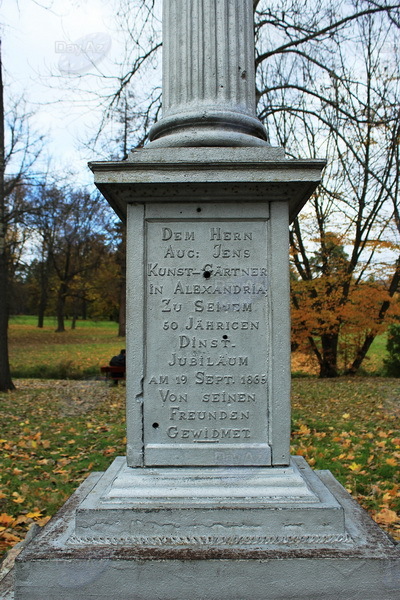 Dem Hern
Aug: Jens
Kunst-Gärtner
in Alexandria
Zu Seinem
50 Jährigen
Dinst-
Jubiläum
am 19 Sept. 1865
Von seinen
Freunden
Gewidmet.